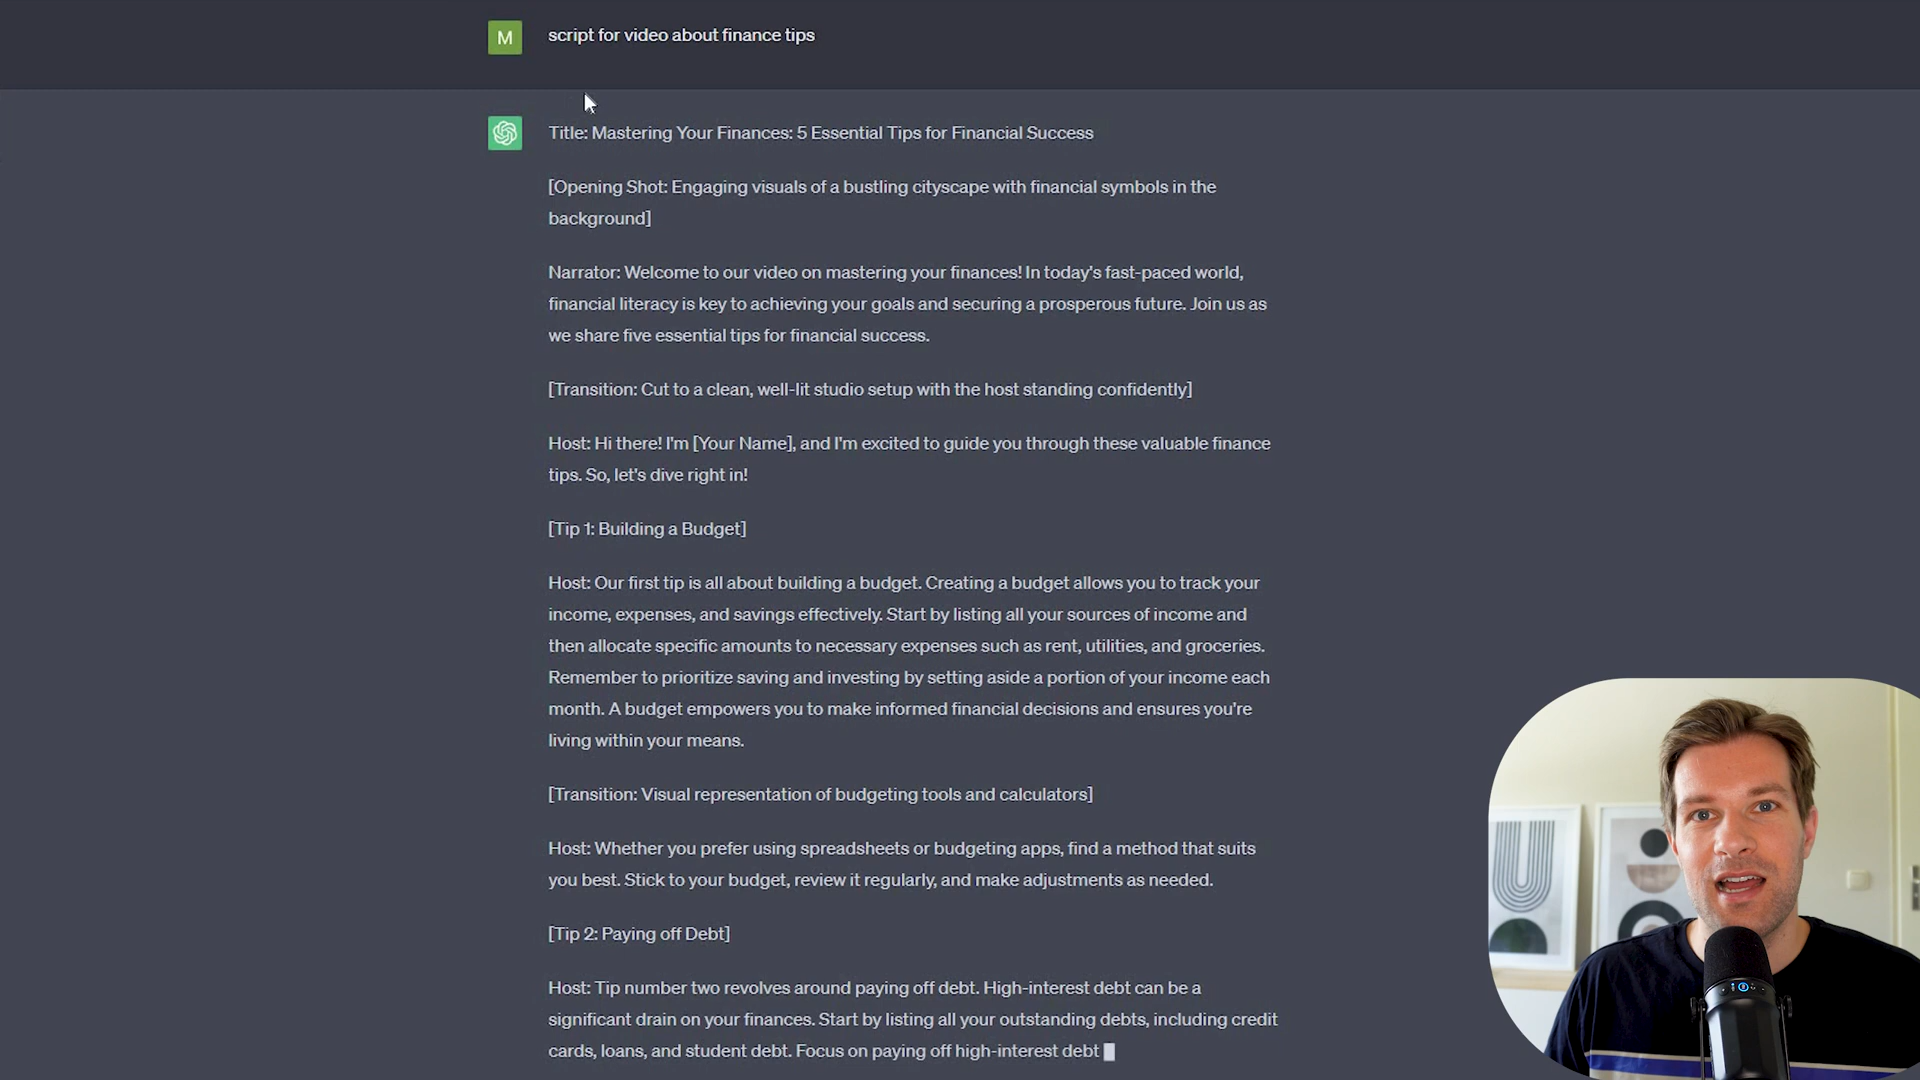 M
script for video about finance tips
Title: Mastering Your Finances: 5 Essential Tips for Financial Success
[Opening Shot: Engaging visuals of a bustling cityscape with financial symbols in the
background]
Narrator: Welcome to our video on mastering your finances! In today's fast-paced world,
financial literacy is key to achieving your goals and securing a prosperous future. Join us as
we share five essential tips for financial success.
[Transition: Cut to a clean, well-lit studio setup with the host standing confidently]
Host: Hi there! I'm [Your Name], and I'm excited to guide you through these valuable finance
tips. So, let's dive right in!
[Tip 1: Building a Budget]
Host: Our first tip is all about building a budget. Creating a budget allows you to track your
income, expenses, and savings effectively. Start by listing all your sources of income and
then allocate specific amounts to necessary expenses such as rent, utilities, and groceries.
Remember to prioritize saving and investing by setting aside a portion of your income each
month. A budget empowers you to make informed financial decisions and ensures you're
living within your means.
[Transition: Visual representation of budgeting tools and calculators]
Host: Whether you prefer using spreadsheets or budgeting apps, find a method that suits
you best. Stick to your budget, review it regularly, and make adjustments as needed.
[Tip 2: Paying off Debt]
Host: Tip number two revolves around paying off debt. High-interest debt can be a
significant drain on your finances. Start by listing all your outstanding debts, including credit
cards, loans, and student debt. Focus on paying off high-interest debt